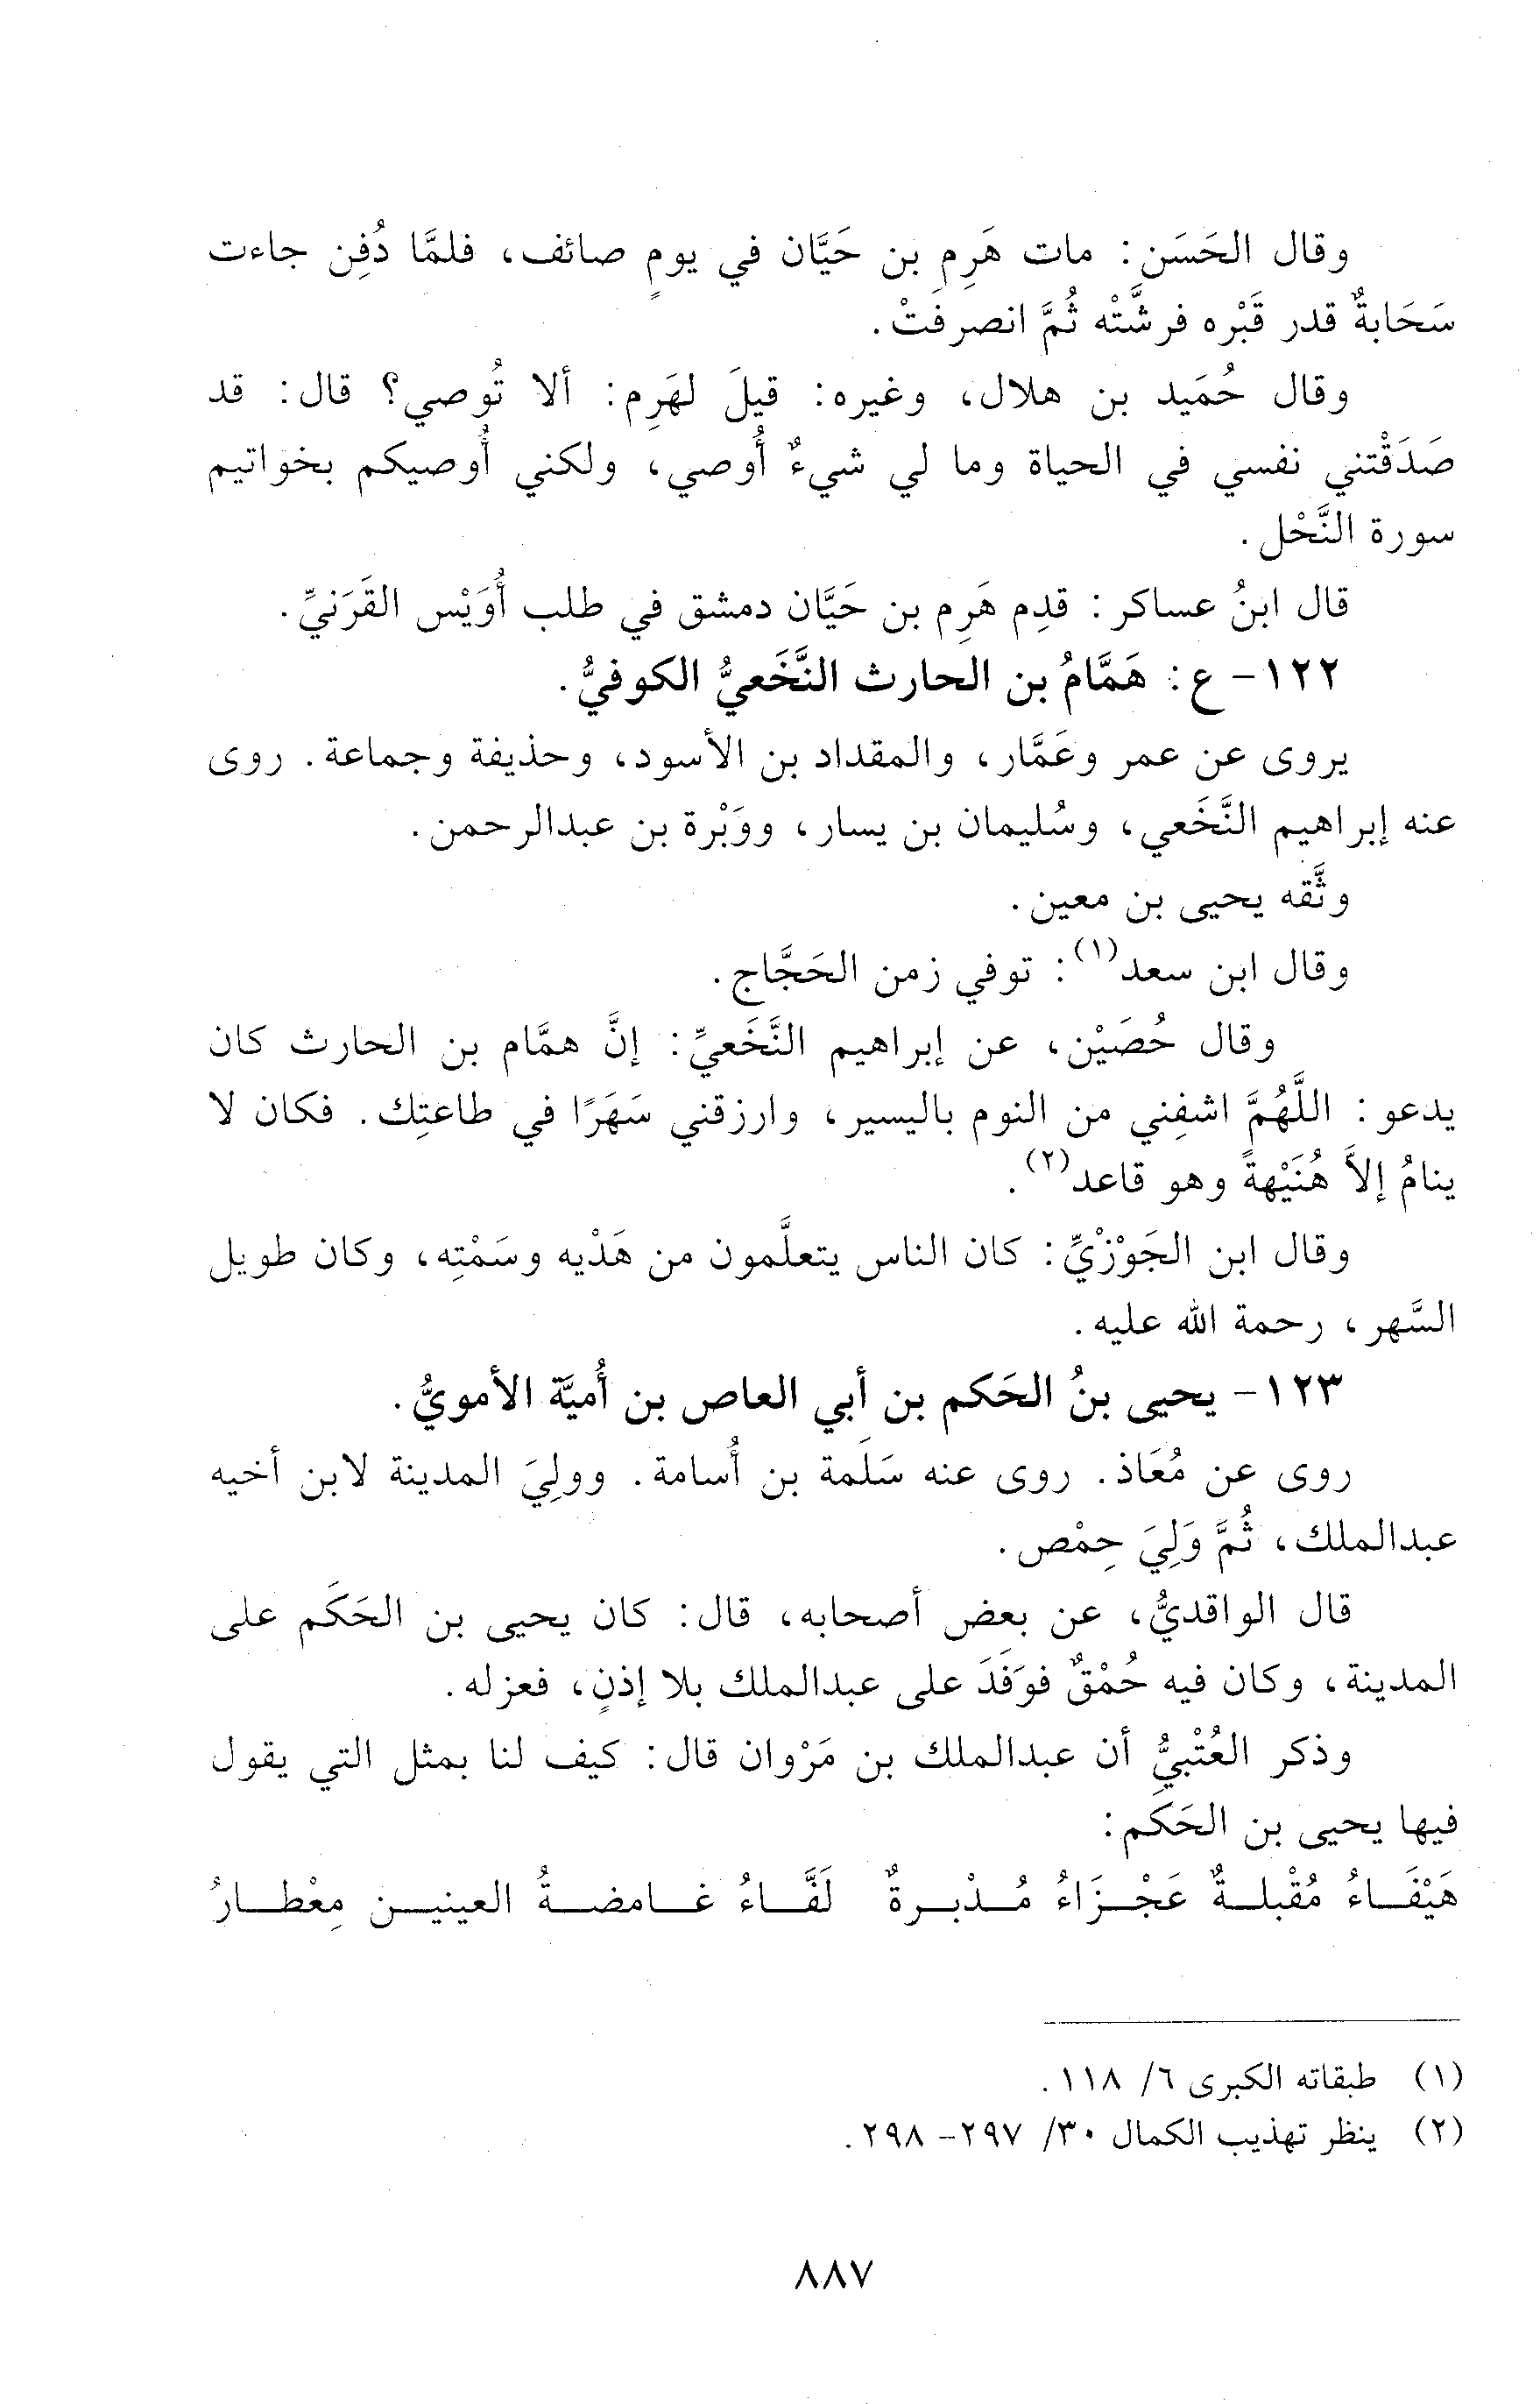 وقال الحَسَن: مات هَرِمِ بن حَيَّان في يومٍ صائف، فلمَّا دُفِن جاءت
سَحَابةٌ قدر قَبْره فرشَّتْه ثُمَّ انصرفتْ.
وقال حُمَيد بن هلال، وغيره: قيلَ لهَرِم: ألا تُوصي؟ قال: قد
صَدَقْتني نفسي في الحياة وما لي شيءٌ أُوصي، ولكني أُوصيكم بخواتيم
سورة النَّحْل.
قال ابنُ عساكر: قدِم هَرِم بن حَيَّان دمشق في طلب أُوَيْس القَرَنيِّ.
١٢٢- ع: هَمَّامُ بن الحارث النَّخَعيُّ الكوفيُّ.
يروى عن عمر وعَمَّار، والمقداد بن الأسود، وحذيفة وجماعة. روى
عنه إبراهيم النَّخَعي، وسُليمان بن يسار، ووَبْرة بن عبدالرحمن.
وثَّقه يحيى بن معين.
وقال ابن سعد(١): توفي زمن الحَجَّاج.
وقال حُصَيْن، عن إبراهيم النَّخَعيِّ: إنَّ همَّام بن الحارث كان
يدعو: اللَّهُمَّ اشفِني من النوم باليسير، وارزقني سَهَرًا في طاعتِك. فكان لا
ينامُ إلاَّ هُنَيْهةً وهو قاعد(٢).
وقال ابن الجَوْزْيِّ: كان الناس يتعلَّمون من هَدْيه وسَمْتِه، وكان طويل
السَّهر، رحمة الله عليه.
١٢٣- يحيى بنُ الحَكم بن أبي العاص بن أُميَّة الأمويُّ.
روى عن مُعَاذ. روى عنه سَلَمة بن أُسامة. وولِيَ المدينة لابن أخيه
عبدالملك، ثُمَّ وَلِيَ حِمْص.
قال الواقديُّ، عن بعض أصحابه، قال: كان يحيى بن الحَكَم على
المدينة، وكان فيه حُمْقٌ فوَفَدَ على عبدالملك بلا إذنٍ، فعزله.
وذكر العُتْبيُّ أن عبدالملك بن مَرْوان قال: كيف لنا بمثل التي يقول
فيها يحيى بن الحَكَم:
هَيْفَاءُ مُقْبلةٌ عَجْزَاءُ مُدْبرةٌ لَفَّاءُ غامضةُ العينين مِعْطارُ
(١) طبقاته الكبرى ٦/ ١١٨.
(٢) ينظر تهذيب الكمال ٣٠/ ٢٩٧- ٢٩٨.
٨٨٧